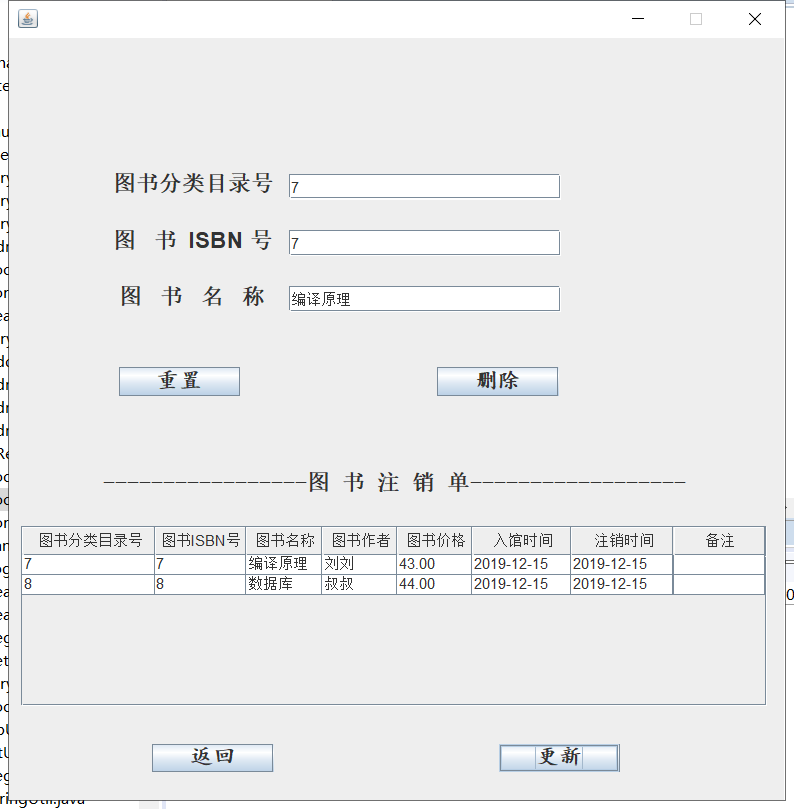 图书分类目录号 7
图 书 ISBN 号 7
图 书 名 称 编译原理
重置 删除
-----------------图 书 注 销 单------------------
图书分类目录号 图书ISBN号 图书名称 图书作者 图书价格 入馆时间 注销时间 备注
7 7 编译原理 刘刘 43.00 2019-12-15 2019-12-15
8 8 数据库 叔叔 44.00 2019-12-15 2019-12-15
返回 更新